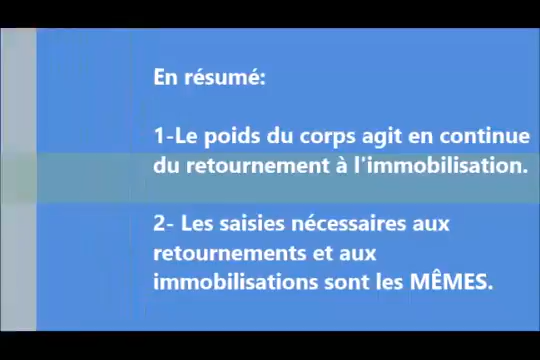 En résumé:
1-Le poids du corps agit en continue
du retournement à l'immobilisation.
2- Les saisies nécessaires aux
retournements et aux
immobilisations sont les MÊMES.